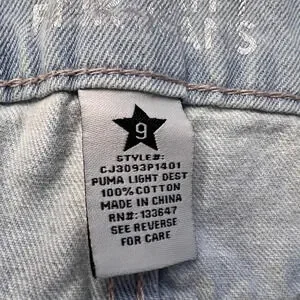 9
STYLE#:
CJ3093P1401
PUMA LIGHT DEST
100% COTTON
MADE IN CHINA
RN#: 133647
SEE REVERSE
FOR CARE